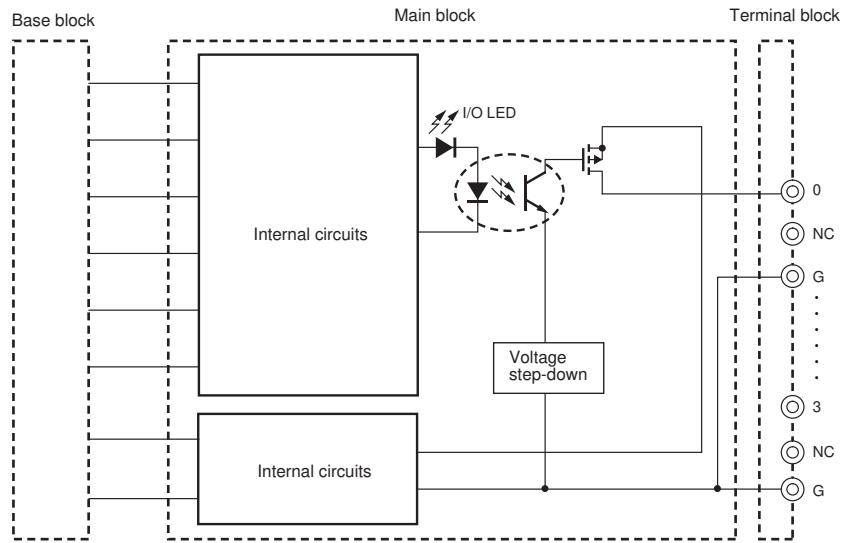 Base block
Main block
Terminal block
I/O LED
Internal circuits
Voltage
step-down
Internal circuits
0
NC
G
3
NC
G